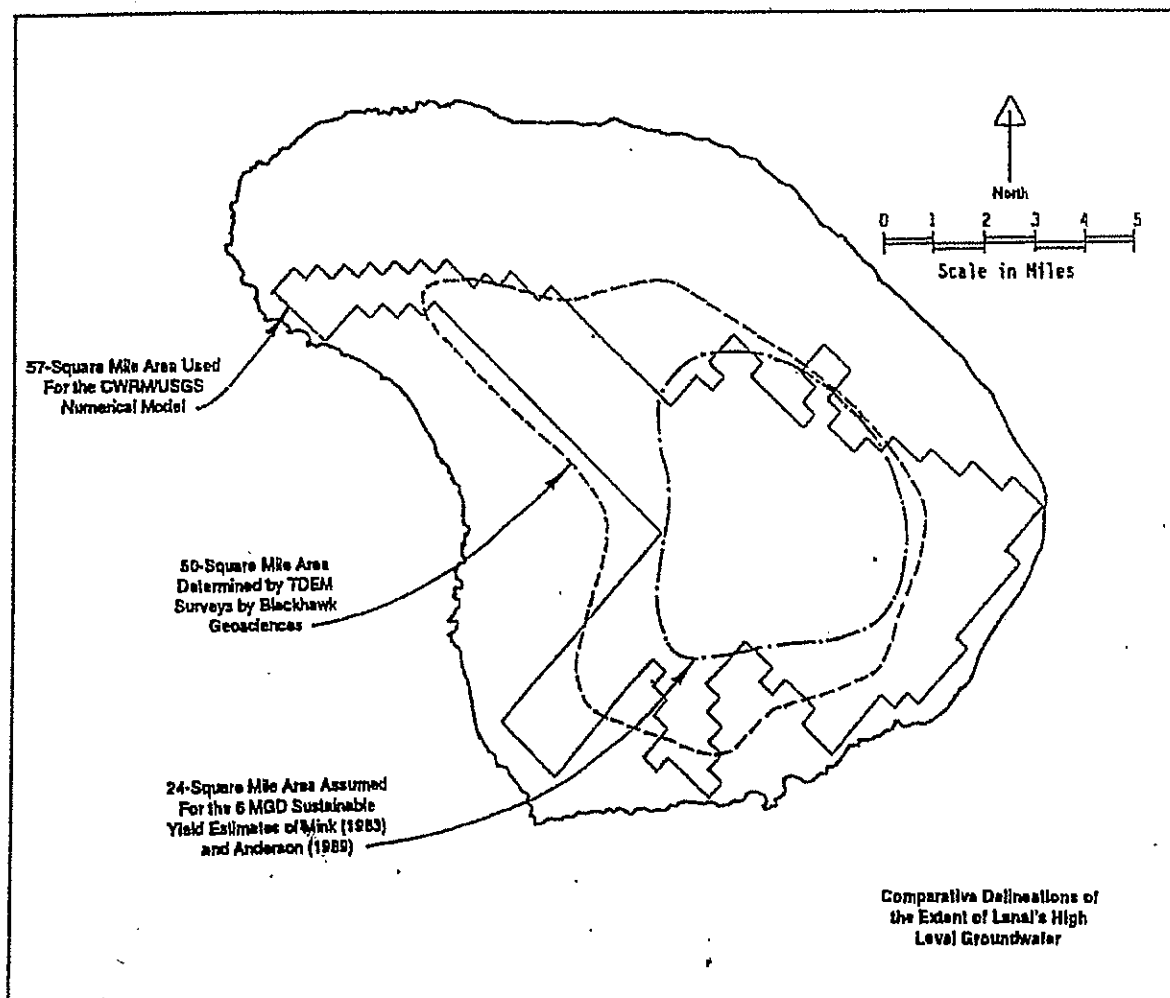 North
0 1 2 3 4 5
Scale in Miles
57-Square Mile Area Used
For the CWRM/USGS
Numerical Model
50-Square Mile Area
Determined by TDEM
Surveys by Blackhawk
Geosciences
24-Square Mile Area Assumed
For the 6 MGD Sustainable
Yield Estimates of Mink (1983)
and Anderson (1989)
Comparative Delineations of
the Extent of Lanai's High
Level Groundwater